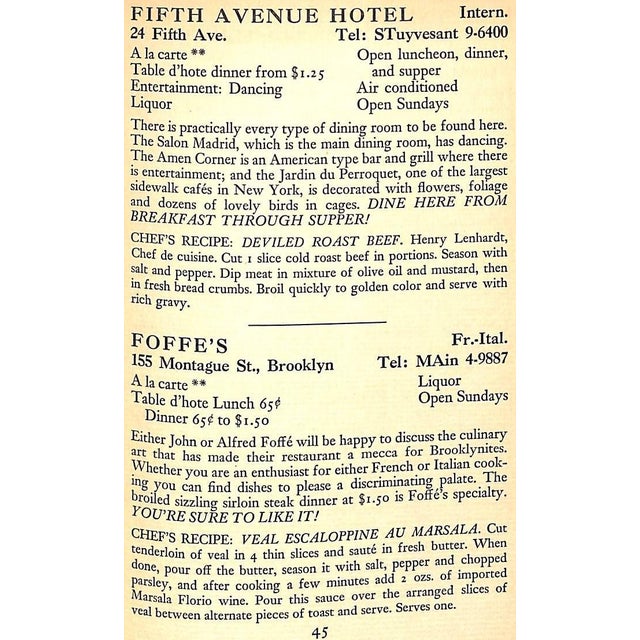 FIFTH AVENUE HOTEL Intern.
24 Fifth Ave. Tel: STuyvesant 9-6400
A la carte ** Open luncheon, dinner,
Table d'hote dinner from $1.25 and supper
Entertainment: Dancing Air conditioned
Liquor Open Sundays
There is practically every type of dining room to be found here.
The Salon Madrid, which is the main dining room, has dancing.
The Amen Corner is an American type bar and grill where there
is entertainment; and the Jardin du Perroquet, one of the largest
sidewalk cafés in New York, is decorated with flowers, foliage
and dozens of lovely birds in cages. DINE HERE FROM
BREAKFAST THROUGH SUPPER!
CHEF'S RECIPE: DEVILED ROAST BEEF. Henry Lenhardt,
Chef de cuisine. Cut 1 slice cold roast beef in portions. Season with
salt and pepper. Dip meat in mixture of olive oil and mustard, then
in fresh bread crumbs. Broil quickly to golden color and serve with
rich gravy.
FOFFE'S Fr.-Ital.
155 Montague St., Brooklyn Tel: MAin 4-9887
A la carte ** Liquor
Table d'hote Lunch 65¢ Open Sundays
Dinner 65¢ to $1.50
Either John or Alfred Foffé will be happy to discuss the culinary
art that has made their restaurant a mecca for Brooklynites.
Whether you are an enthusiast for either French or Italian cook-
ing you can find dishes to please a discriminating palate. The
broiled sizzling sirloin steak dinner at $1.50 is Foffé's specialty.
YOU'RE SURE TO LIKE IT!
CHEF'S RECIPE: VEAL ESCALOPPINE AU MARSALA. Cut
tenderloin of veal in 4 thin slices and sauté in fresh butter. When
done, pour off the butter, season it with salt, pepper and chopped
parsley, and after cooking a few minutes add 2 ozs. of imported
Marsala Florio wine. Pour this sauce over the arranged slices of
veal between alternate pieces of toast and serve. Serves one.
45